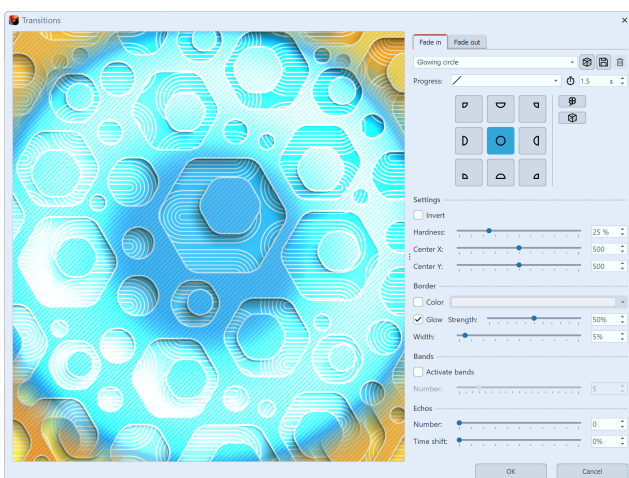 Transitions
Fade in Fade out
Glowing circle
Progress: 1.5 s
Settings
Invert
Hardness: 25 %
Center X: 500
Center Y: 500
Border
Color
Glow Strength: 50%
Width: 5%
Bands
Activate bands
Number: 5
Echos
Number: 0
Time shift: 0%
OK Cancel